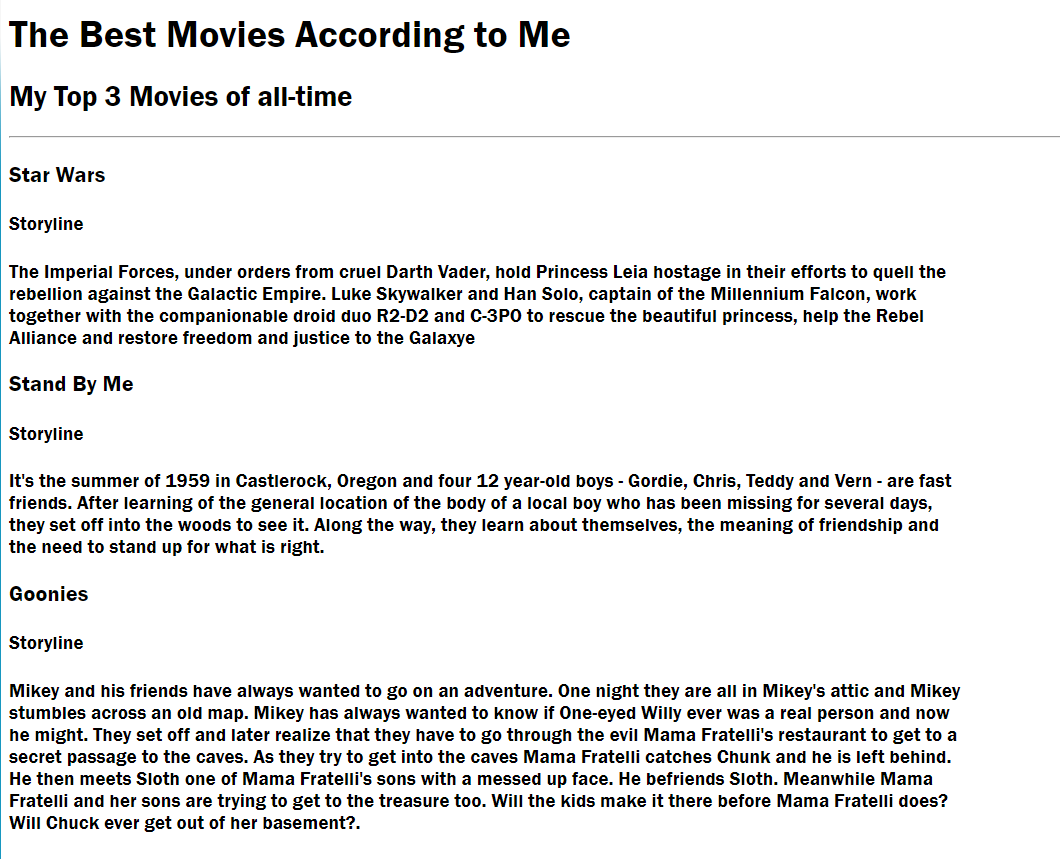 The Best Movies According to Me
My Top 3 Movies of all-time
Star Wars
Storyline
The Imperial Forces, under orders from cruel Darth Vader, hold Princess Leia hostage in their efforts to quell the
rebellion against the Galactic Empire. Luke Skywalker and Han Solo, captain of the Millennium Falcon, work
together with the companionable droid duo R2-D2 and C-3PO to rescue the beautiful princess, help the Rebel
Alliance and restore freedom and justice to the Galaxye
Stand By Me
Storyline
It's the summer of 1959 in Castlerock, Oregon and four 12 year-old boys - Gordie, Chris, Teddy and Vern - are fast
friends. After learning of the general location of the body of a local boy who has been missing for several days,
they set off into the woods to see it. Along the way, they learn about themselves, the meaning of friendship and
the need to stand up for what is right.
Goonies
Storyline
Mikey and his friends have always wanted to go on an adventure. One night they are all in Mikey's attic and Mikey
stumbles across an old map. Mikey has always wanted to know if One-eyed Willy ever was a real person and now
he might. They set off and later realize that they have to go through the evil Mama Fratelli's restaurant to get to a
secret passage to the caves. As they try to get into the caves Mama Fratelli catches Chunk and he is left behind.
He then meets Sloth one of Mama Fratelli's sons with a messed up face. He befriends Sloth. Meanwhile Mama
Fratelli and her sons are trying to get to the treasure too. Will the kids make it there before Mama Fratelli does?
Will Chuck ever get out of her basement?.